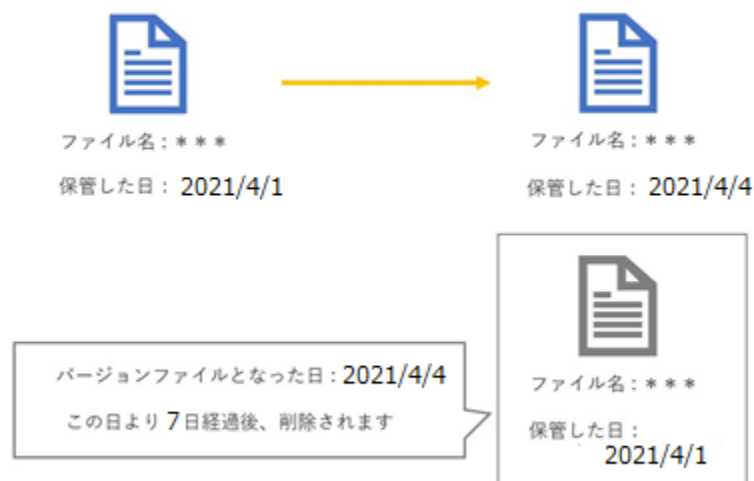 ファイル名：＊＊＊
保管した日： 2021/4/1
ファイル名：＊＊＊
保管した日： 2021/4/4
バージョンファイルとなった日：2021/4/4
この日より 7日経過後、削除されます
ファイル名：＊＊＊
保管した日：
2021/4/1